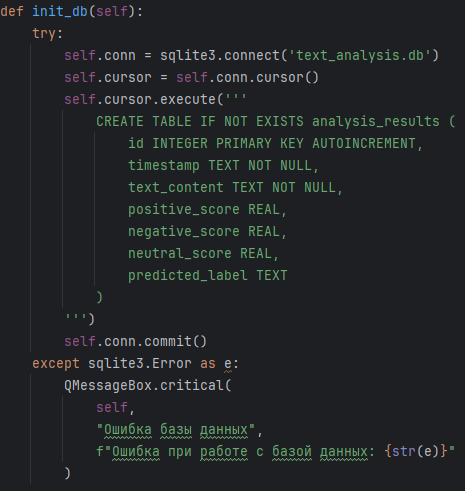 def init_db(self):
    try:
        self.conn = sqlite3.connect('text_analysis.db')
        self.cursor = self.conn.cursor()
        self.cursor.execute('''
            CREATE TABLE IF NOT EXISTS analysis_results (
                id INTEGER PRIMARY KEY AUTOINCREMENT,
                timestamp TEXT NOT NULL,
                text_content TEXT NOT NULL,
                positive_score REAL,
                negative_score REAL,
                neutral_score REAL,
                predicted_label TEXT
            )
        ''')
        self.conn.commit()
    except sqlite3.Error as e:
        QMessageBox.critical(
            self,
            "Ошибка базы данных",
            f"Ошибка при работе с базой данных: {str(e)}"
        )